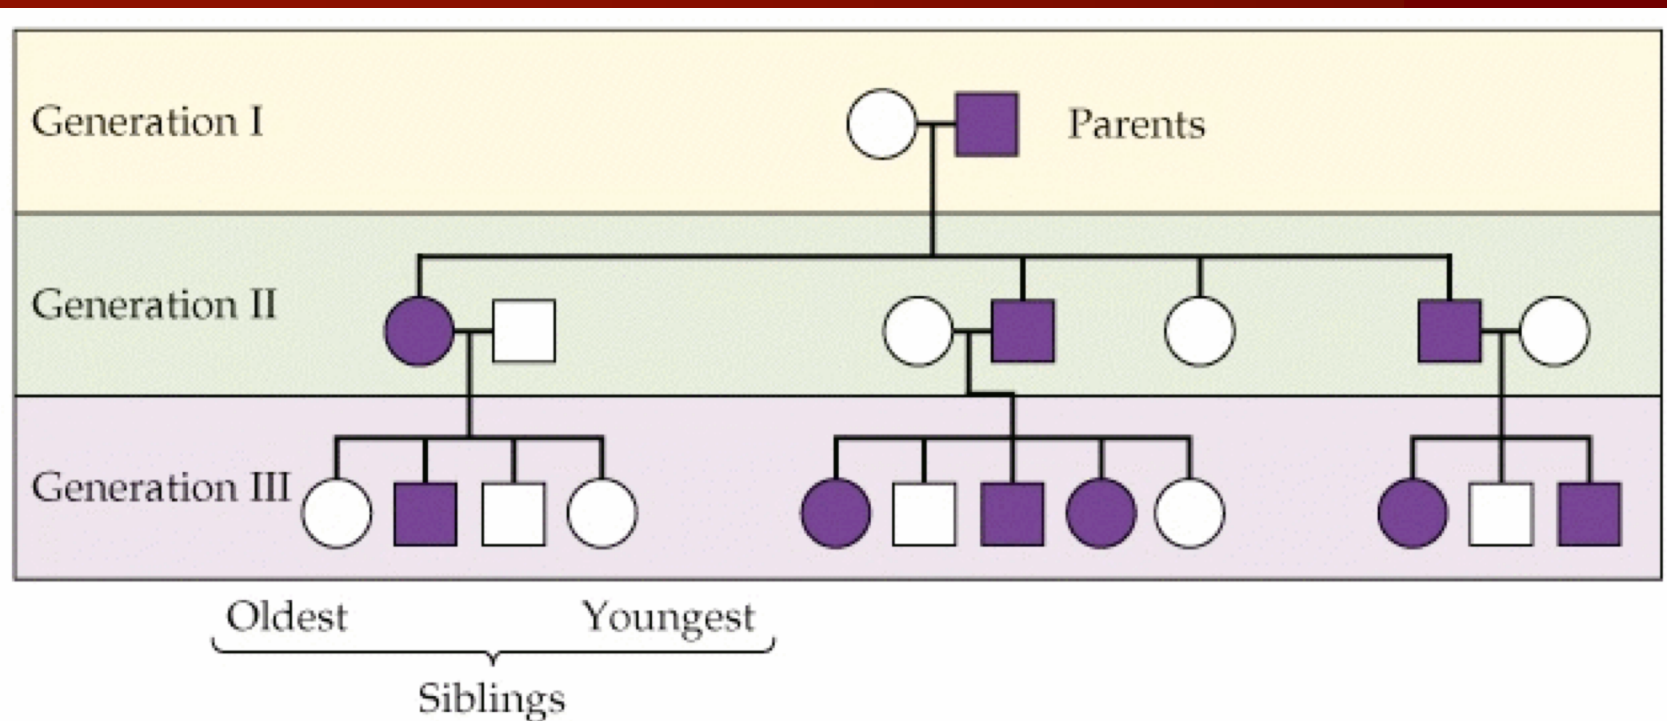 Generation I
Parents
Generation II
Generation III
Oldest
Youngest
Siblings